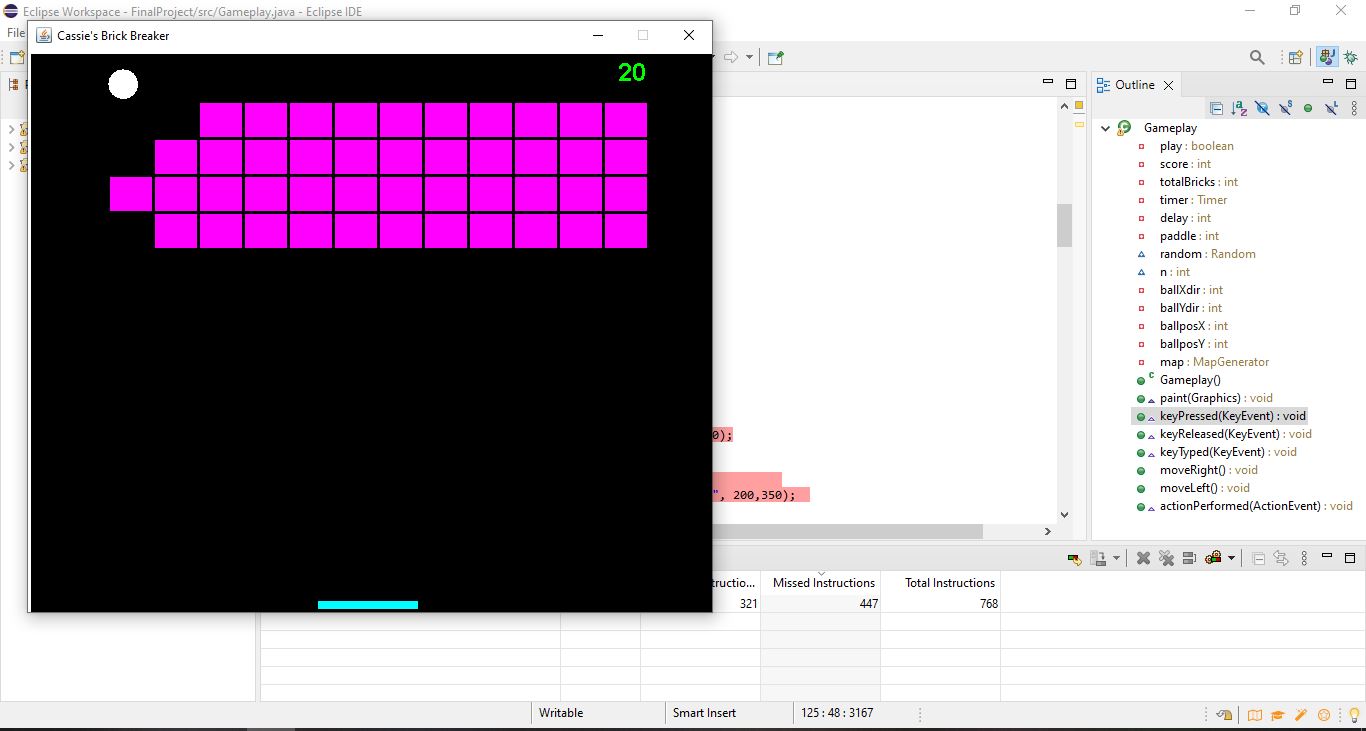 Eclipse Workspace - FinalProject/src/Gameplay.java - Eclipse IDE
File
Cassie's Brick Breaker
20
0);
", 200,350);
Outline
Gameplay
play : boolean
score : int
totalBricks : int
timer : Timer
delay : int
paddle : int
random : Random
n : int
ballXdir : int
ballYdir : int
ballposX : int
ballposY : int
map : MapGenerator
Gameplay()
paint(Graphics) : void
keyPressed(KeyEvent) : void
keyReleased(KeyEvent) : void
keyTyped(KeyEvent) : void
moveRight() : void
moveLeft() : void
actionPerformed(ActionEvent) : void
tructio... Missed Instructions Total Instructions
321 447 768
Writable Smart Insert 125 : 48 : 3167